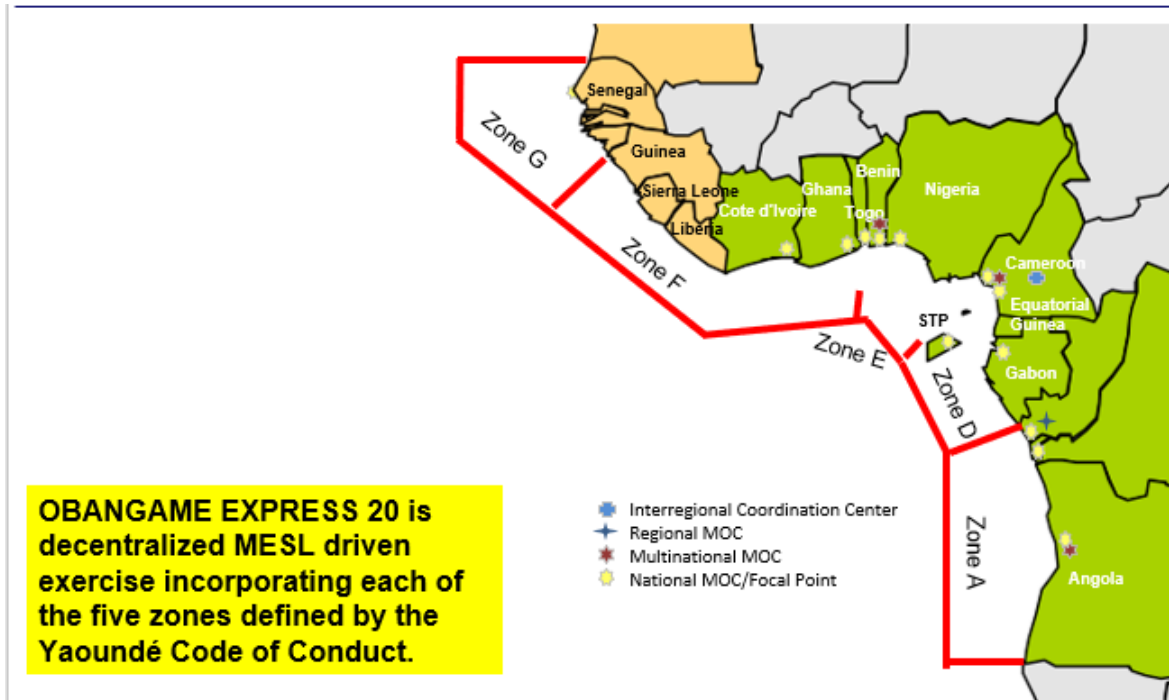 Senegal
Zone G
Guinea
Sierra Leone
Liberia
Cote d'Ivoire
Ghana
Togo
Benin
Nigeria
Cameroon
Equatorial
Guinea
Gabon
STP
Zone F
Zone E
Zone D
Zone A
Angola
OBANGAME EXPRESS 20 is
decentralized MESL driven
exercise incorporating each of
the five zones defined by the
Yaoundé Code of Conduct.
Interregional Coordination Center
Regional MOC
Multinational MOC
National MOC/Focal Point